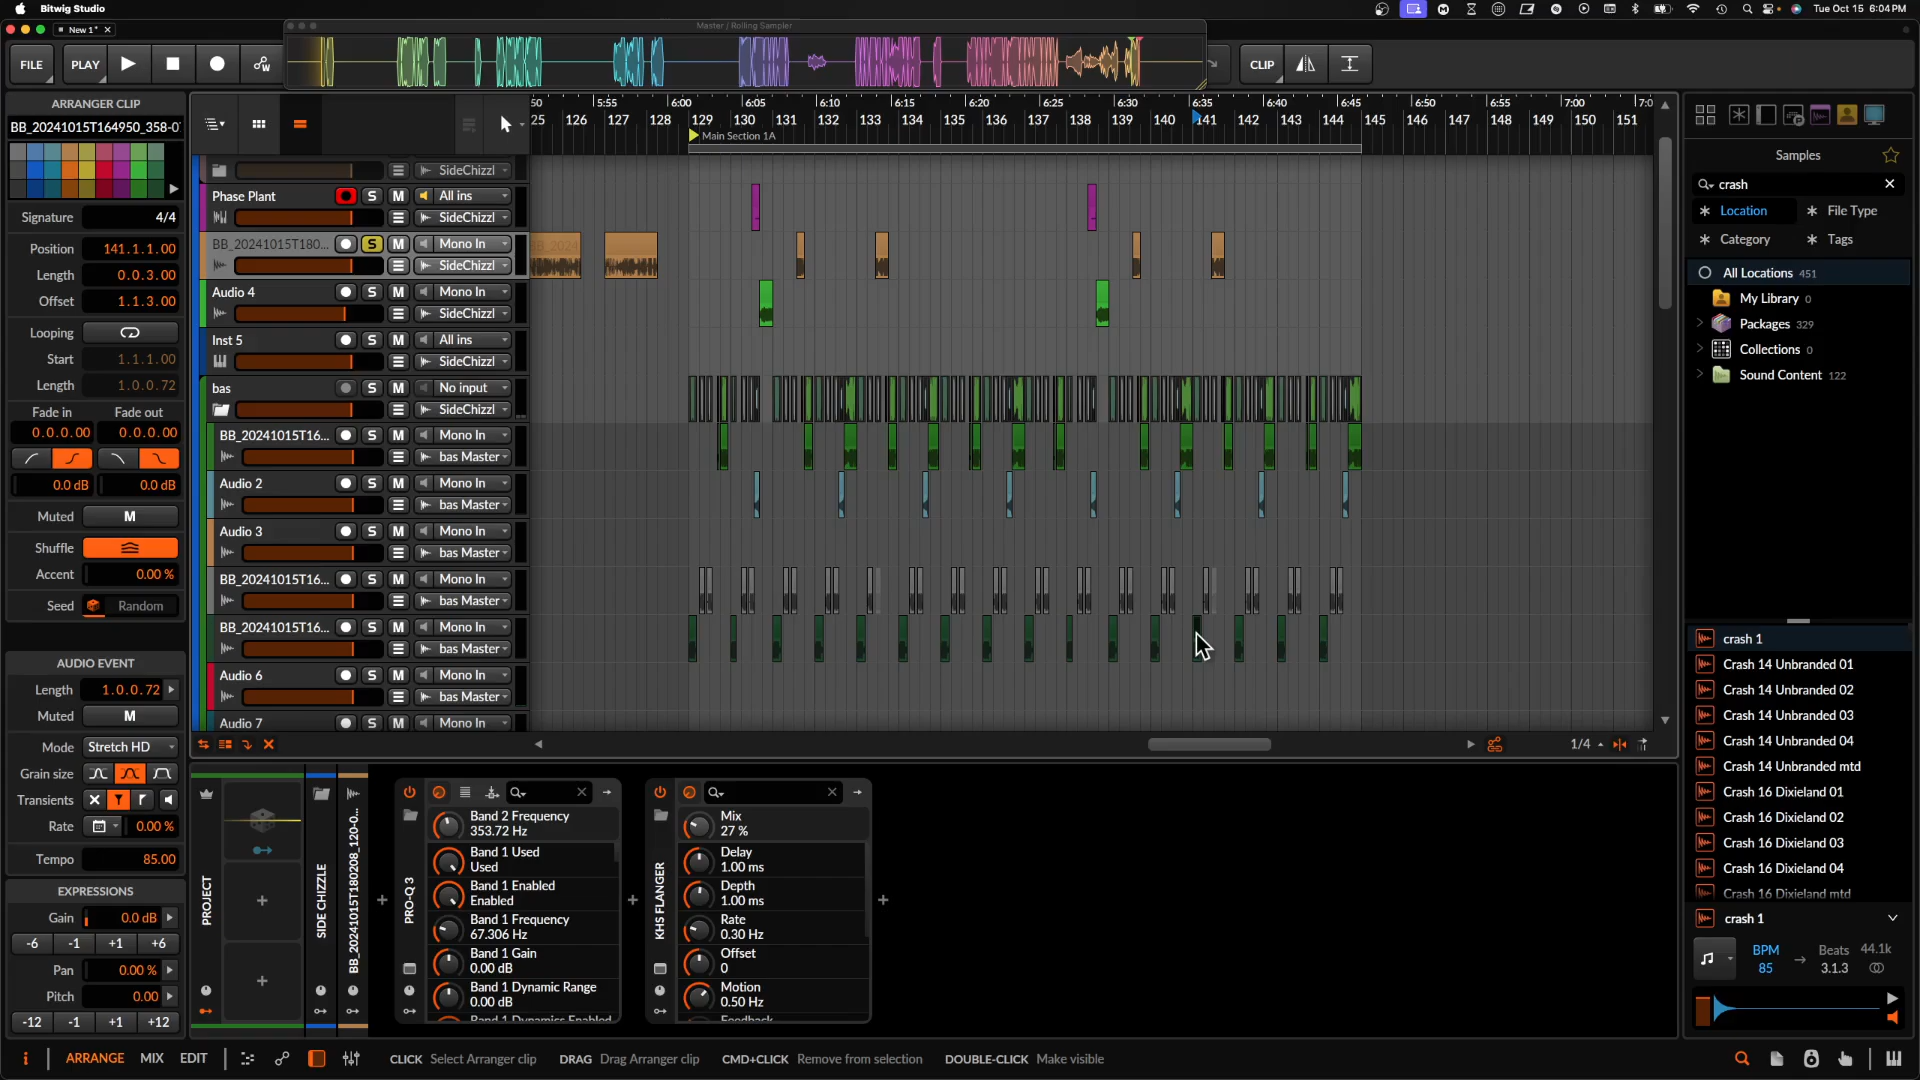 Bitwig Studio
Tue Oct 15 6:04 PM
New 1*
Master / Rolling Sampler
FILE
PLAY
CLIP
ARRANGER CLIP
BB_20241015T164950_358-0
Signature 4/4
Position 141.1.1.00
Length 0.0.3.00
Offset 1.1.3.00
Looping
Start 1.1.1.00
Length 1.0.0.72
Fade in Fade out
0.0.0.00 0.0.0.00
0.0 dB 0.0 dB
Muted M
Shuffle
Accent 0.00 %
Seed Random
AUDIO EVENT
Length 1.0.0.72
Muted M
Mode Stretch HD
Grain size
Transients
Rate 0.00 %
Tempo 85.00
EXPRESSIONS
Gain 0.0 dB
-6 -1 +1 +6
Pan 0.00 %
Pitch 0.00
-12 -1 +1 +12
50 5:55 6:00 6:05 6:10 6:15 6:20 6:25 6:30 6:35 6:40 6:45 6:50 6:55 7:00 7:0
25 126 127 128 129 130 131 132 133 134 135 136 137 138 139 140 141 142 143 144 145 146 147 148 149 150 151
Main Section 1A
SideChizzl
Phase Plant S M All ins
SideChizzl
BB_20241015T180... S M Mono In
SideChizzl
Audio 4 S M Mono In
SideChizzl
Inst 5 S M All ins
SideChizzl
bas S M No input
SideChizzl
BB_20241015T16... S M Mono In
bas Master
Audio 2 S M Mono In
bas Master
Audio 3 S M Mono In
bas Master
BB_20241015T16... S M Mono In
bas Master
BB_20241015T16... S M Mono In
bas Master
Audio 6 S M Mono In
bas Master
Audio 7 S M Mono In
1/4
PROJECT
SIDE CHIZZLE
BB_20241015T180208_120-0...
PRO-Q 3
Band 2 Frequency
353.72 Hz
Band 1 Used
Used
Band 1 Enabled
Enabled
Band 1 Frequency
67.306 Hz
Band 1 Gain
0.00 dB
Band 1 Dynamic Range
0.00 dB
Band 1 Dynamics Enabled
KHS FLANGER
Mix
27 %
Delay
1.00 ms
Depth
1.00 ms
Rate
0.30 Hz
Offset
0
Motion
0.50 Hz
Feedback
Samples
crash
Location File Type
Category Tags
All Locations 451
My Library 0
Packages 329
Collections 0
Sound Content 122
crash 1
Crash 14 Unbranded 01
Crash 14 Unbranded 02
Crash 14 Unbranded 03
Crash 14 Unbranded 04
Crash 14 Unbranded mtd
Crash 16 Dixieland 01
Crash 16 Dixieland 02
Crash 16 Dixieland 03
Crash 16 Dixieland 04
Crash 16 Dixieland mtd
crash 1
BPM Beats 44.1k
85 3.1.3
i ARRANGE MIX EDIT
CLICK Select Arranger clip DRAG Drag Arranger clip CMD+CLICK Remove from selection DOUBLE-CLICK Make visible